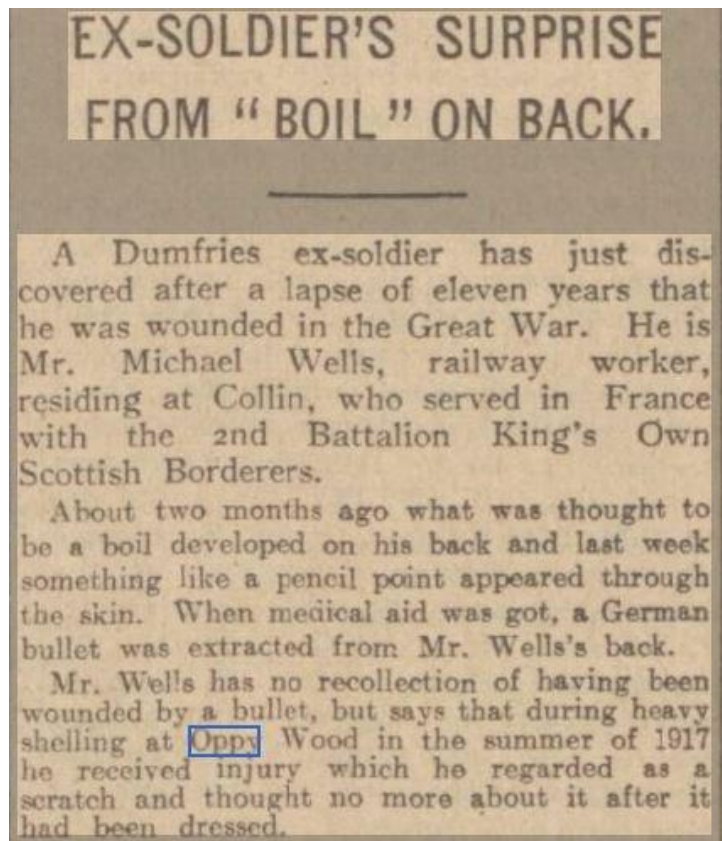 EX-SOLDIER'S SURPRISE
FROM "BOIL" ON BACK.
A Dumfries ex-soldier has just dis-
covered after a lapse of eleven years that
he was wounded in the Great War. He is
Mr. Michael Wells, railway worker,
residing at Collin, who served in France
with the 2nd Battalion King's Own
Scottish Borderers.
About two months ago what was thought to
be a boil developed on his back and last week
something like a pencil point appeared through
the skin. When medical aid was got, a German
bullet was extracted from Mr. Wells's back.
Mr. Wells has no recollection of having been
wounded by a bullet, but says that during heavy
shelling at Oppy Wood in the summer of 1917
he received injury which he regarded as a
scratch and thought no more about it after it
had been dressed.